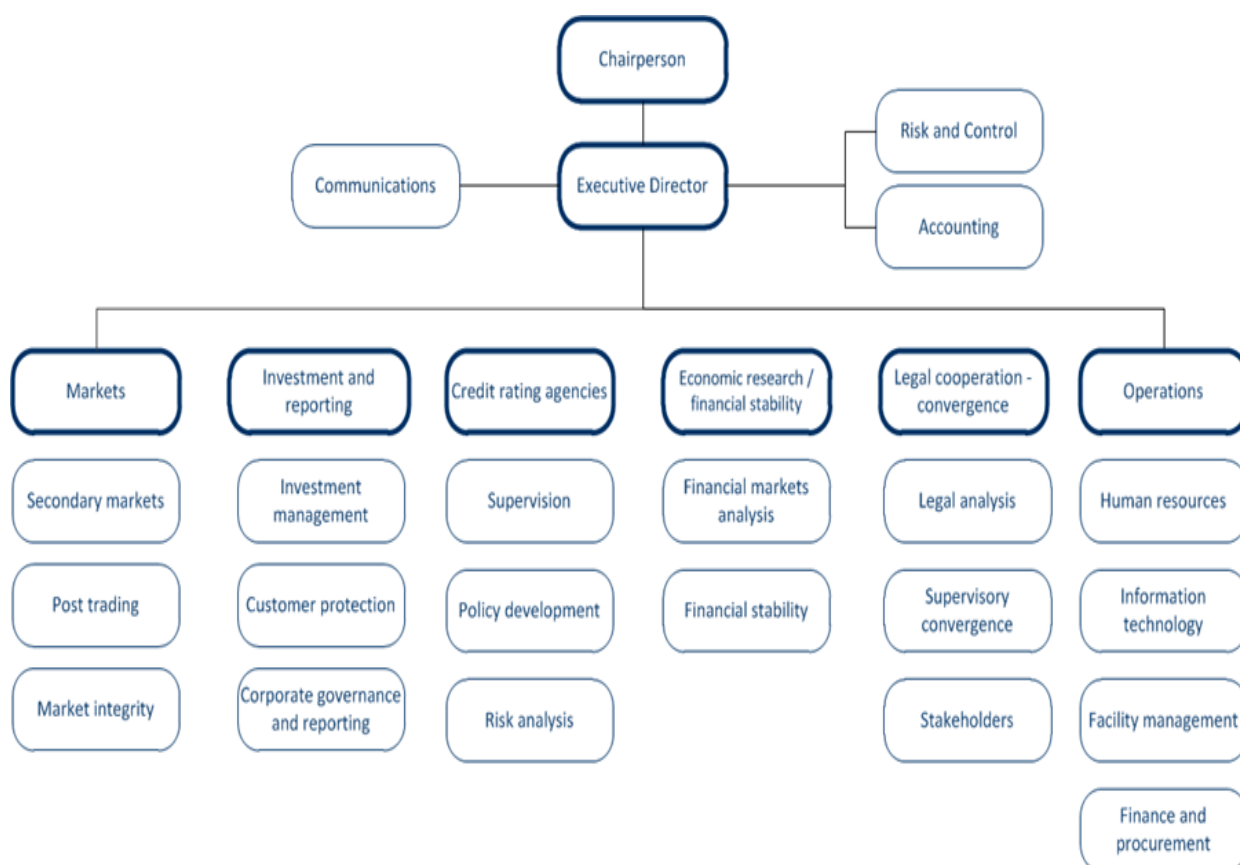 Chairperson
Risk and Control
Communications
Executive Director
Accounting
Markets
Investment and
reporting
Credit rating agencies
Economic research /
financial stability
Legal cooperation -
convergence
Operations
Secondary markets
Investment
management
Supervision
Financial markets
analysis
Legal analysis
Human resources
Post trading
Customer protection
Policy development
Financial stability
Supervisory
convergence
Information
technology
Market integrity
Corporate governance
and reporting
Risk analysis
Stakeholders
Facility management
Finance and
procurement